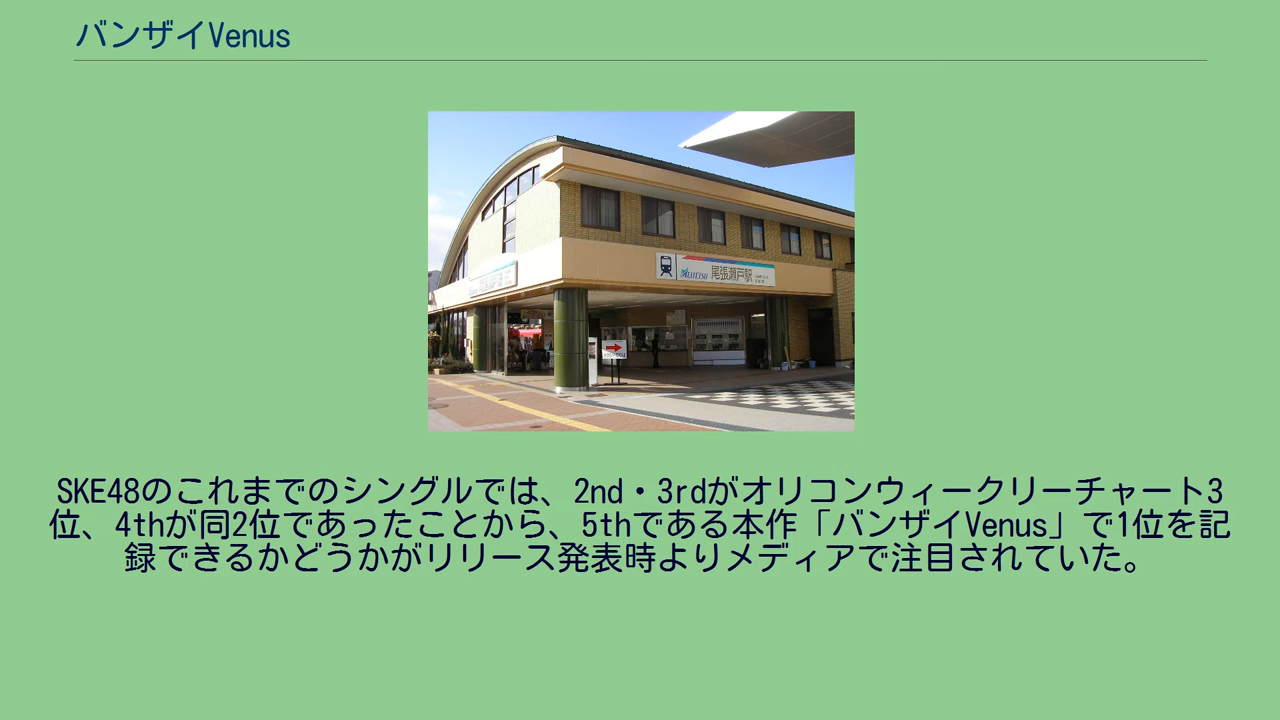 バンザイVenus
MEITETSU 尾張瀬戸駅
SKE48のこれまでのシングルでは、2nd・3rdがオリコンウィークリーチャート3
位、4thが同2位であったことから、5thである本作「バンザイVenus」で1位を記
録できるかどうかがリリース発表時よりメディアで注目されていた。